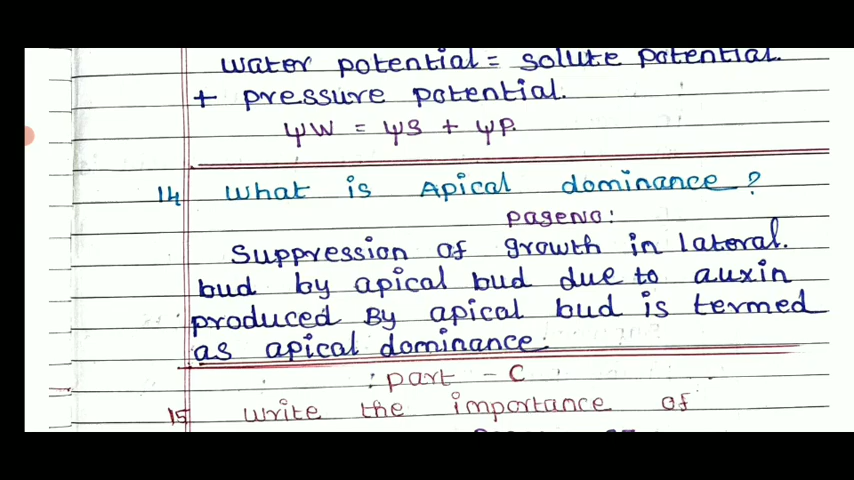 water potential = solute potential.
+ pressure potential.
ψW = ψS + ψP.
14 What is Apical dominance?
Pageno:
Suppression of growth in lateral.
bud by apical bud due to auxin
produced By apical bud is termed
as apical dominance.
: part - C
15 Write the importance of